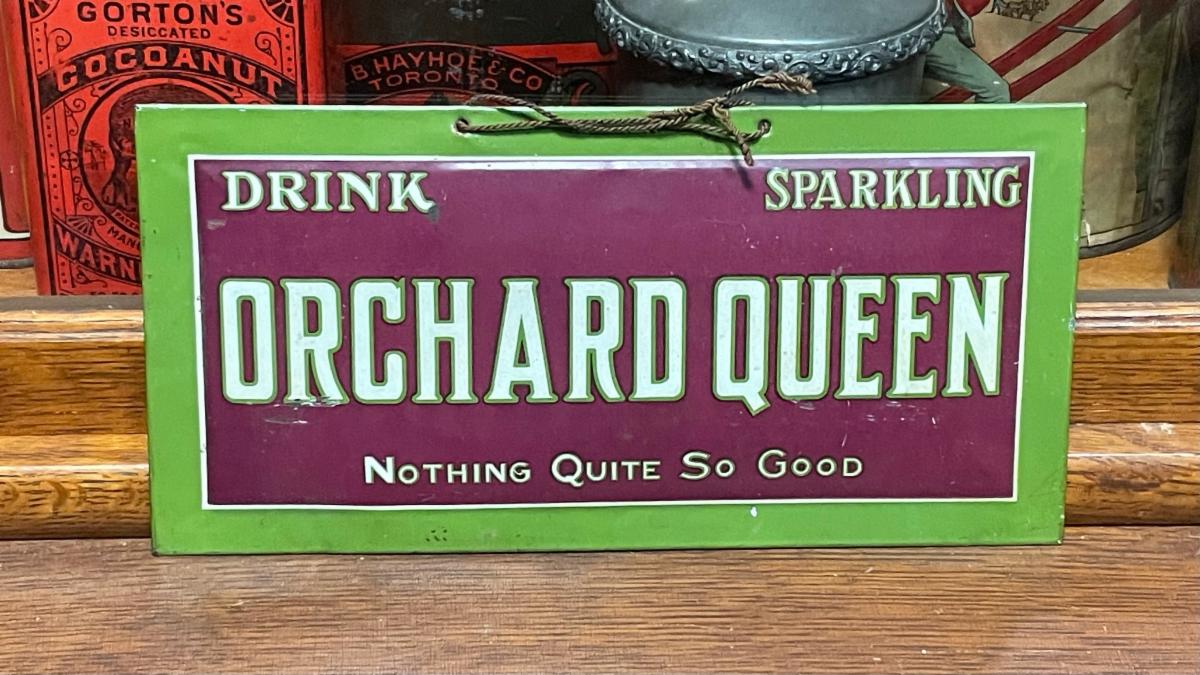 GORTON'S
DESICCATED
COCOANUT
WARN
B. HAYHOE & CO
TORONTO
DRINK SPARKLING
ORCHARD QUEEN
NOTHING QUITE SO GOOD